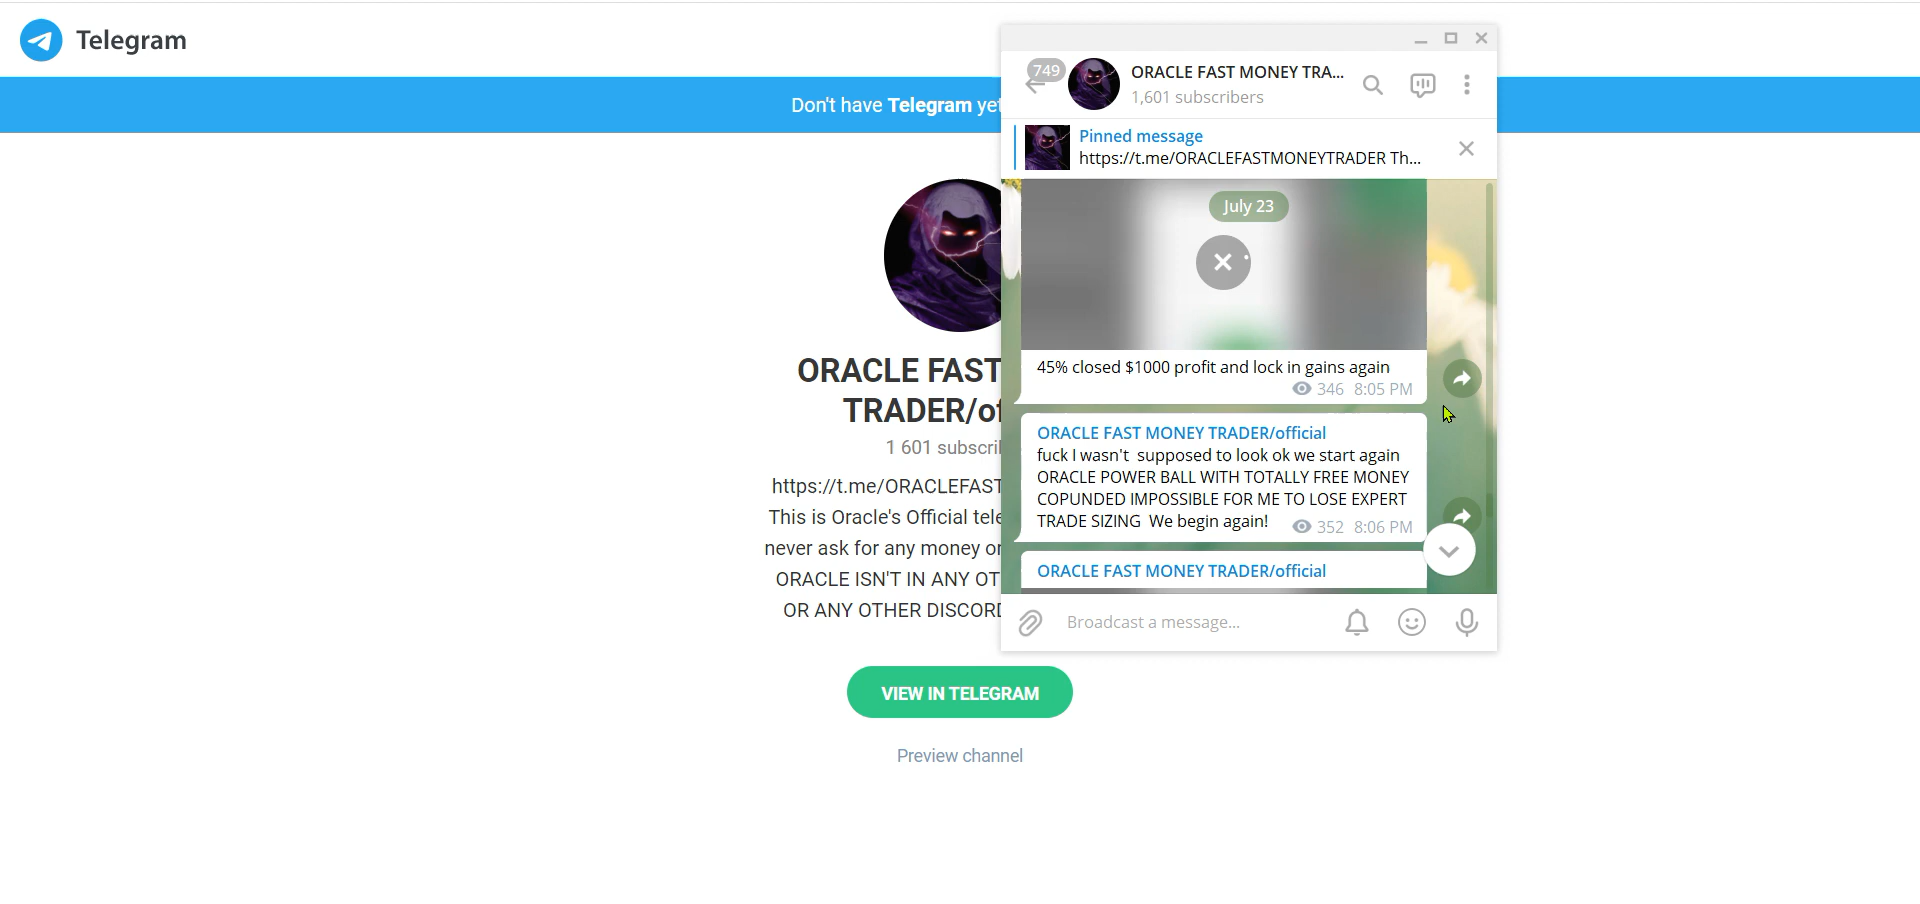 Telegram
Don't have Telegram yet
ORACLE FAST
TRADER/of
1 601 subscri
https://t.me/ORACLEFAST
This is Oracle's Official tele
never ask for any money or
ORACLE ISN'T IN ANY OT
OR ANY OTHER DISCORD
VIEW IN TELEGRAM
Preview channel
749
ORACLE FAST MONEY TRA...
1,601 subscribers
Pinned message
https://t.me/ORACLEFASTMONEYTRADER Th...
July 23
45% closed $1000 profit and lock in gains again
346 8:05 PM
ORACLE FAST MONEY TRADER/official
fuck I wasn't supposed to look ok we start again
ORACLE POWER BALL WITH TOTALLY FREE MONEY
COPUNDED IMPOSSIBLE FOR ME TO LOSE EXPERT
TRADE SIZING We begin again!
352 8:06 PM
ORACLE FAST MONEY TRADER/official
Broadcast a message...